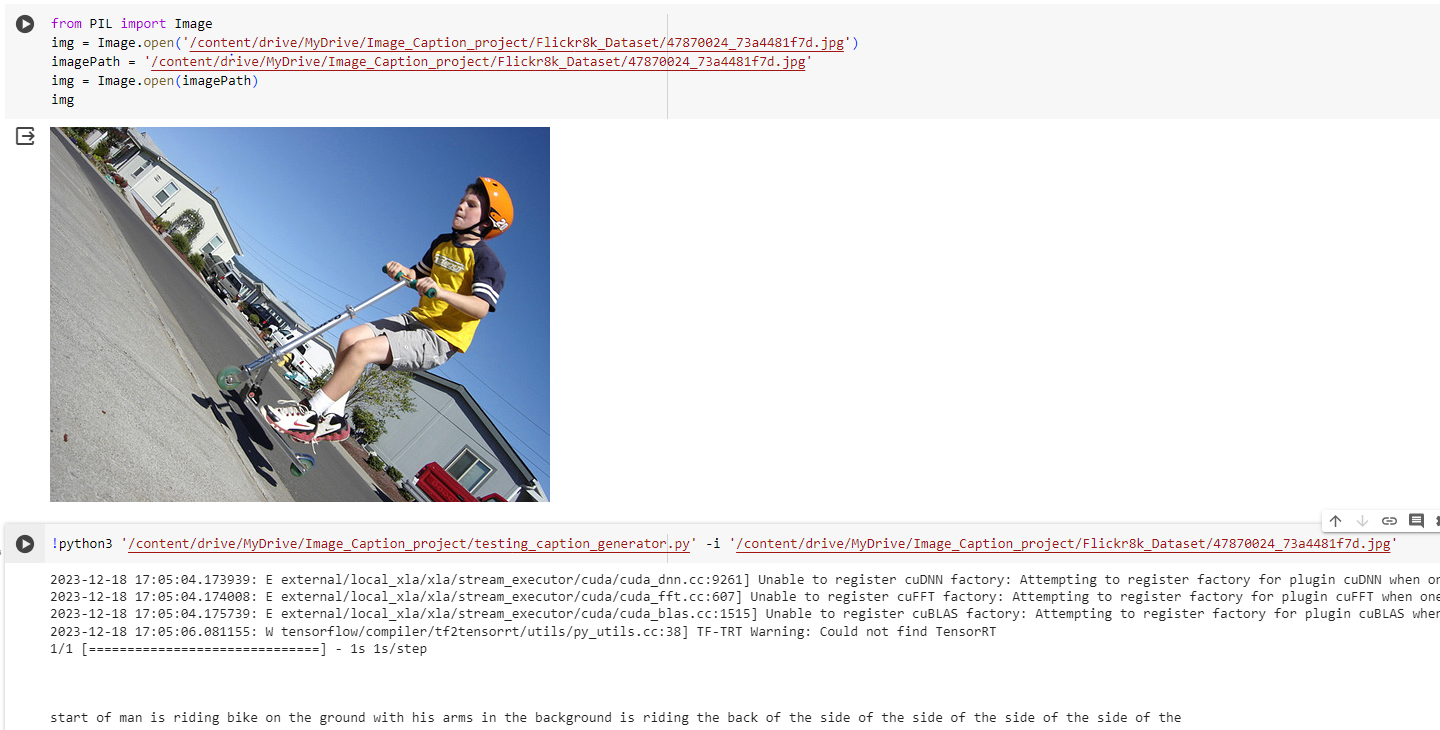 from PIL import Image
img = Image.open('/content/drive/MyDrive/Image_Caption_project/Flickr8k_Dataset/47870024_73a4481f7d.jpg')
imagePath = '/content/drive/MyDrive/Image_Caption_project/Flickr8k_Dataset/47870024_73a4481f7d.jpg'
img = Image.open(imagePath)
img
!python3 '/content/drive/MyDrive/Image_Caption_project/testing_caption_generator.py' -i '/content/drive/MyDrive/Image_Caption_project/Flickr8k_Dataset/47870024_73a4481f7d.jpg'
2023-12-18 17:05:04.173939: E external/local_xla/xla/stream_executor/cuda/cuda_dnn.cc:9261] Unable to register cuDNN factory: Attempting to register factory for plugin cuDNN when on
2023-12-18 17:05:04.174008: E external/local_xla/xla/stream_executor/cuda/cuda_fft.cc:607] Unable to register cuFFT factory: Attempting to register factory for plugin cuFFT when one
2023-12-18 17:05:04.175739: E external/local_xla/xla/stream_executor/cuda/cuda_blas.cc:1515] Unable to register cuBLAS factory: Attempting to register factory for plugin cuBLAS when
2023-12-18 17:05:06.081155: W tensorflow/compiler/tf2tensorrt/utils/py_utils.cc:38] TF-TRT Warning: Could not find TensorRT
1/1 [==============================] - 1s 1s/step
start of man is riding bike on the ground with his arms in the background is riding the back of the side of the side of the side of the side of the